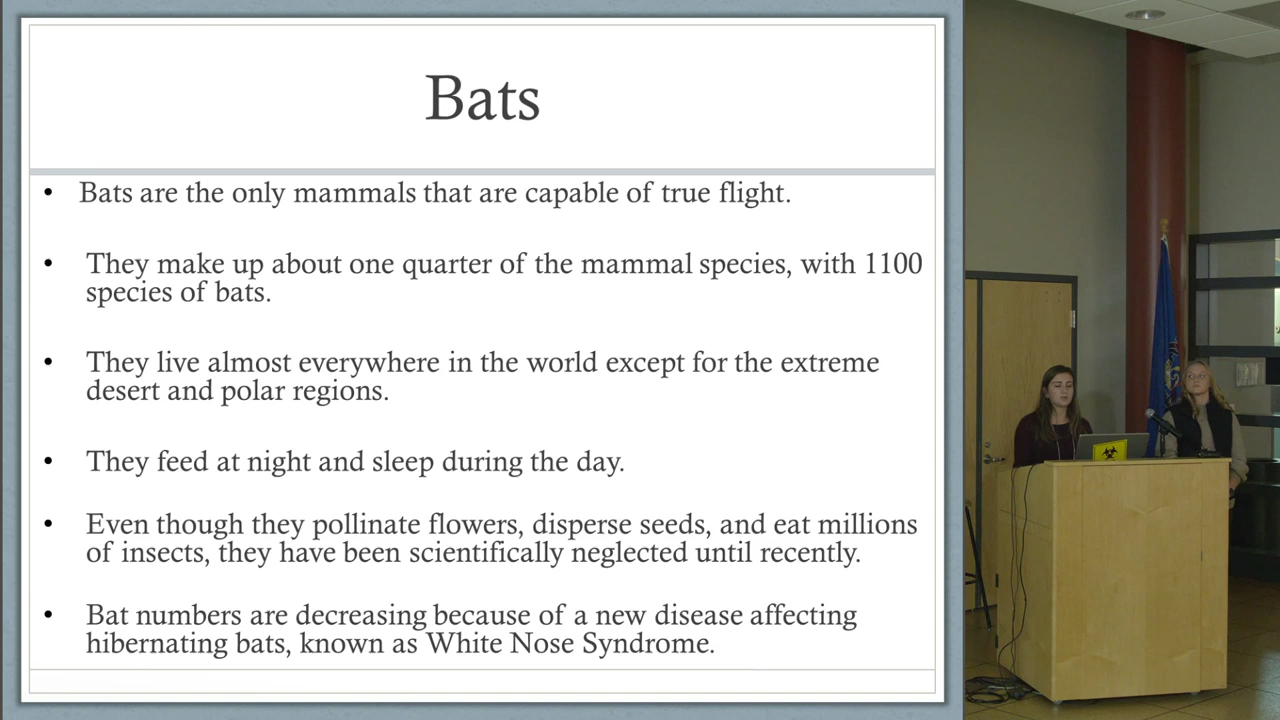 Bats
• Bats are the only mammals that are capable of true flight.
• They make up about one quarter of the mammal species, with 1100
species of bats.
• They live almost everywhere in the world except for the extreme
desert and polar regions.
• They feed at night and sleep during the day.
• Even though they pollinate flowers, disperse seeds, and eat millions
of insects, they have been scientifically neglected until recently.
• Bat numbers are decreasing because of a new disease affecting
hibernating bats, known as White Nose Syndrome.